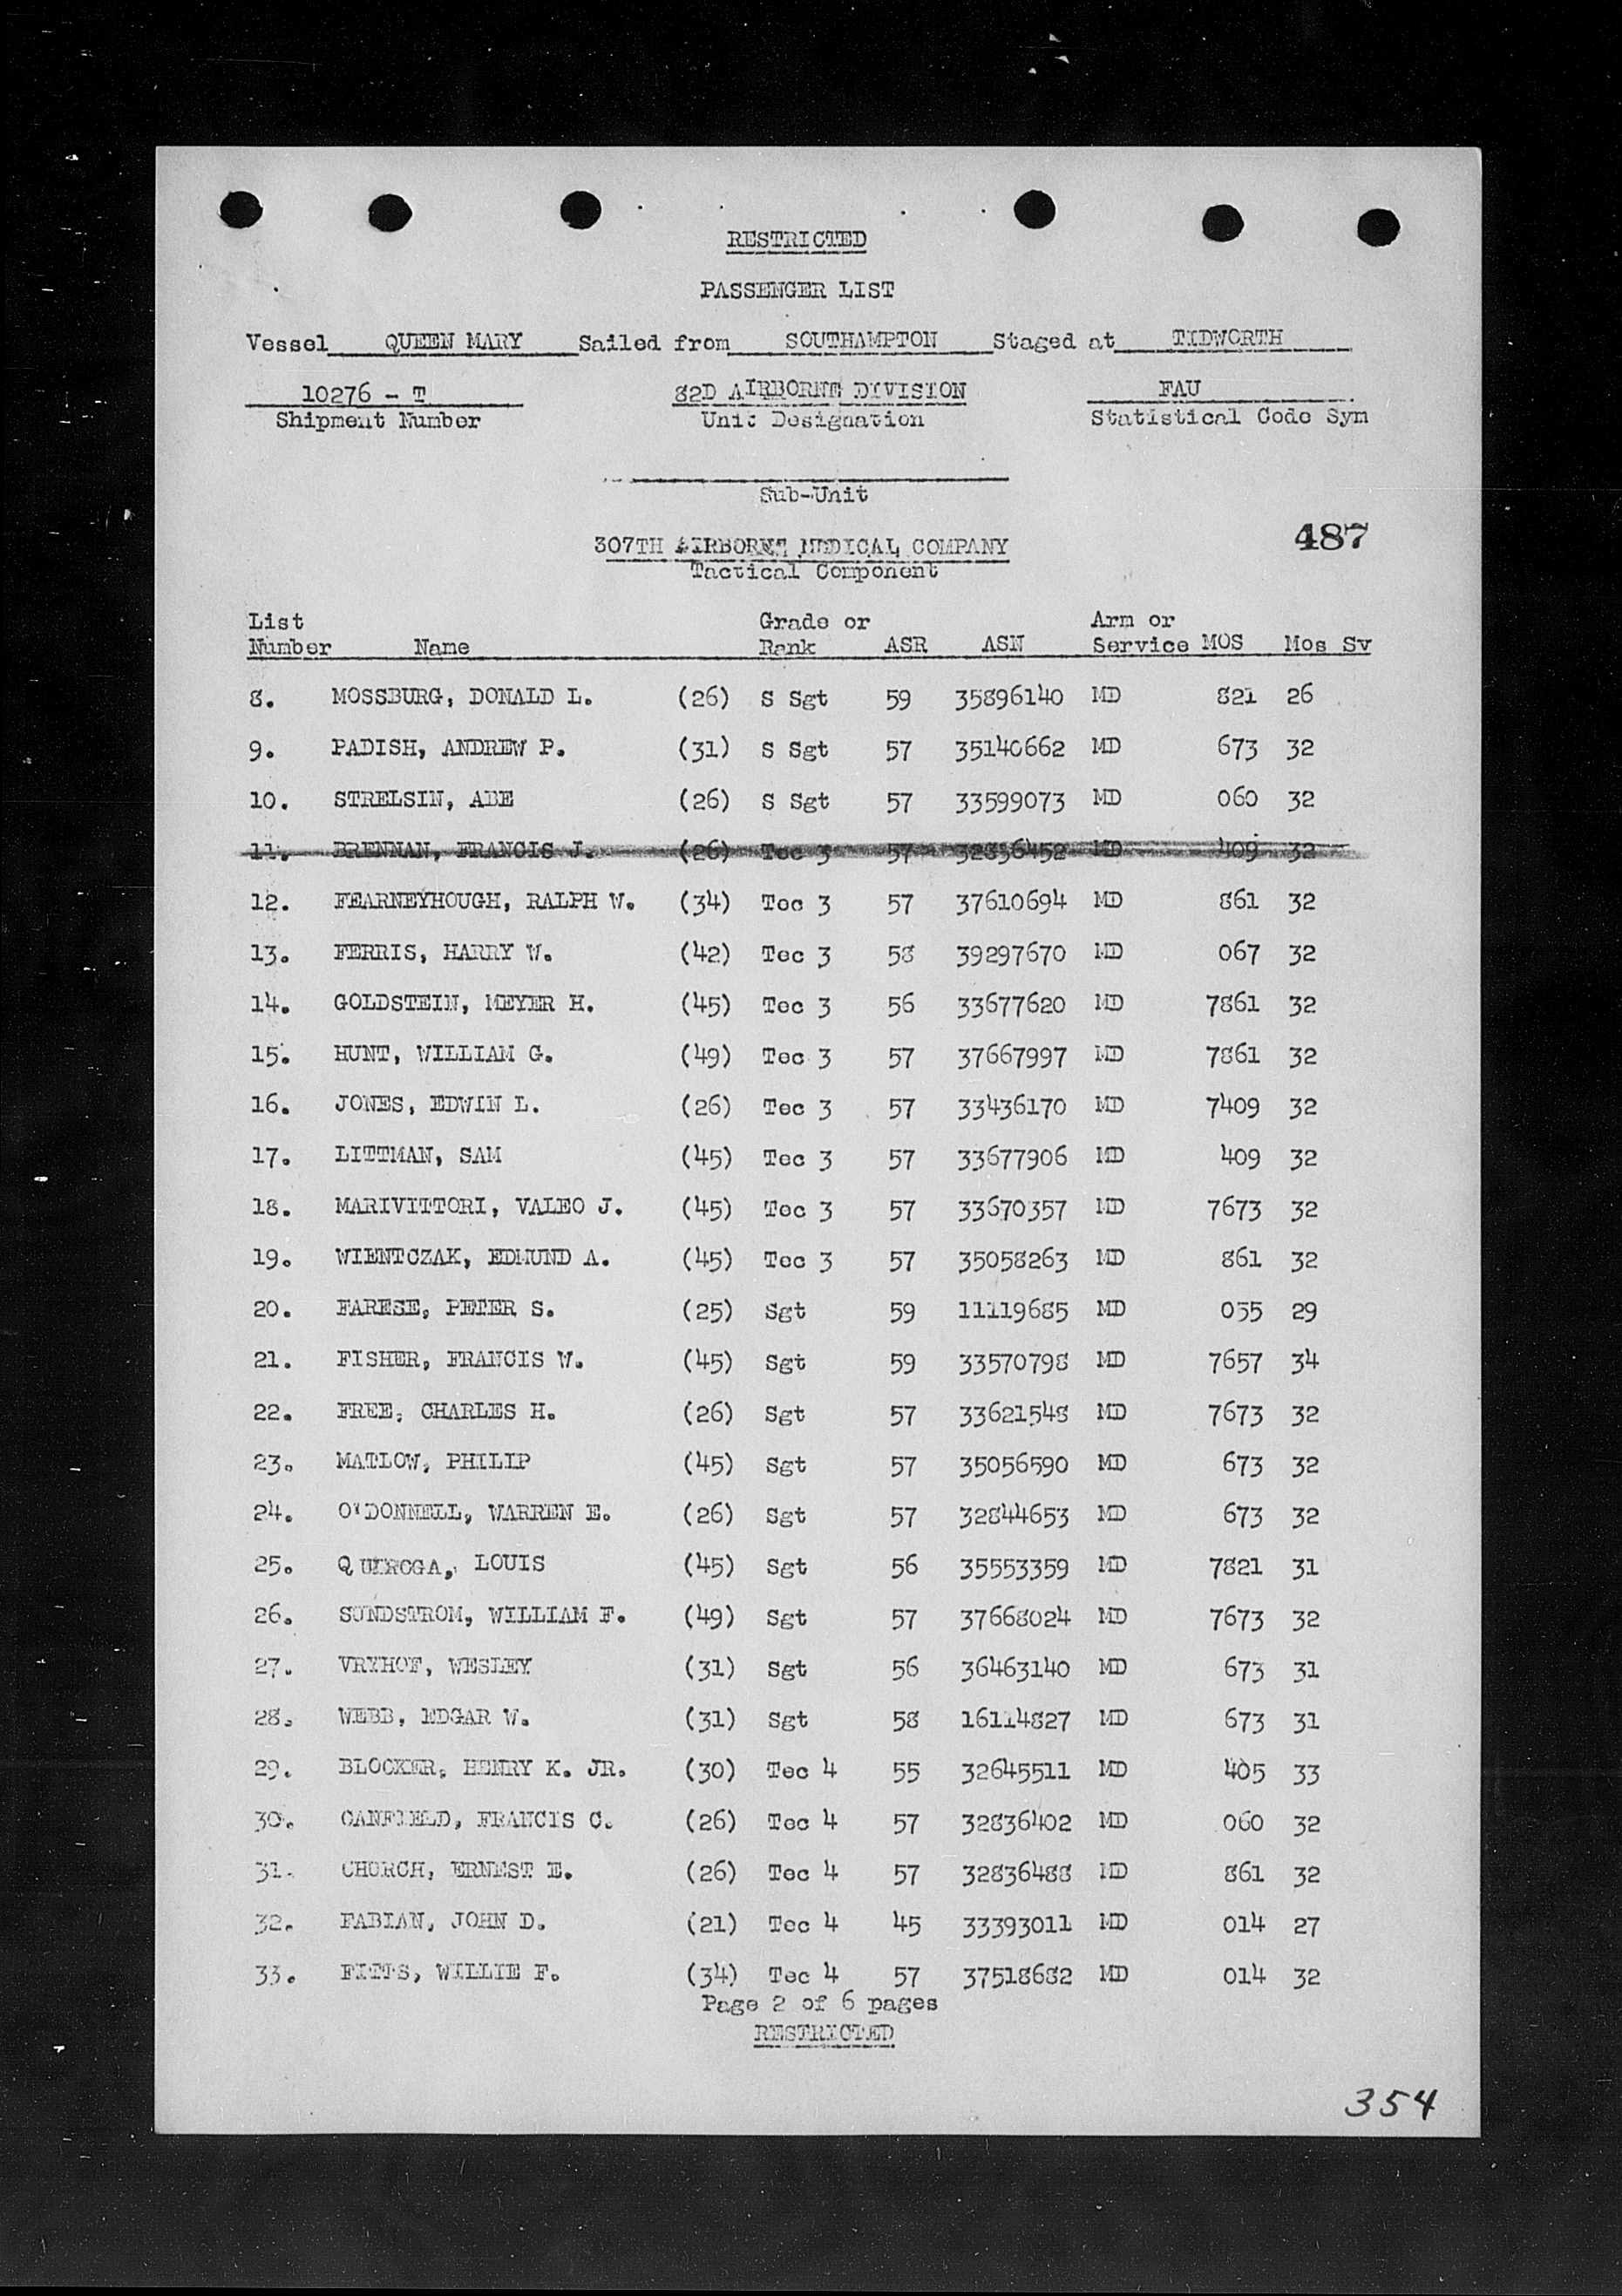 RESTRICTED
PASSENGER LIST
Vessel QUEEN MARY Sailed from SOUTHAMPTON Staged at TIDWORTH
10276 - T 82D AIRBORNE DIVISION FAU
Shipment Number Unit Designation Statistical Code Sym
Sub-Unit
487
307TH AIRBORNE MEDICAL COMPANY
Tactical Component
List Grade or Arm or
Number Name Rank ASR ASN Service MOS Mos Sv
8. MOSSBURG, DONALD L. (26) S Sgt 59 35896140 MD 821 26
9. PADISH, ANDREW P. (31) S Sgt 57 35140662 MD 673 32
10. STRELSIN, ABE (26) S Sgt 57 33599073 MD 060 32
11. BRENNAN, FRANCIS J. (26) Tec 3 57 32836452 MD 409 32
12. FEARNEYHOUGH, RALPH W. (34) Tec 3 57 37610694 MD 861 32
13. FERRIS, HARRY W. (42) Tec 3 58 39297670 MD 067 32
14. GOLDSTEIN, MEYER H. (45) Tec 3 56 33677620 MD 7861 32
15. HUNT, WILLIAM G. (49) Tec 3 57 37667997 MD 7861 32
16. JONES, EDWIN L. (26) Tec 3 57 33436170 MD 7409 32
17. LITTMAN, SAM (45) Tec 3 57 33677906 MD 409 32
18. MARIVITTORI, VALEO J. (45) Tec 3 57 33670357 MD 7673 32
19. WIENTCZAK, EDMUND A. (45) Tec 3 57 35058263 MD 861 32
20. FARESE, PETER S. (25) Sgt 59 11119685 MD 055 29
21. FISHER, FRANCIS W. (45) Sgt 59 33570798 MD 7657 34
22. FREE, CHARLES H. (26) Sgt 57 33621548 MD 7673 32
23. MATLOW, PHILIP (45) Sgt 57 35056590 MD 673 32
24. O'DONNELL, WARREN E. (26) Sgt 57 32844653 MD 673 32
25. QUIROGA, LOUIS (45) Sgt 56 35553359 MD 7821 31
26. SUNDSTROM, WILLIAM F. (49) Sgt 57 37668024 MD 7673 32
27. VRYHOF, WESLEY (31) Sgt 56 36463140 MD 673 31
28. WEBB, EDGAR W. (31) Sgt 58 16114827 MD 673 31
29. BLOCKER, HENRY K. JR. (30) Tec 4 55 32645511 MD 405 33
30. CANFIELD, FRANCIS C. (26) Tec 4 57 32836402 MD 060 32
31. CHURCH, ERNEST E. (26) Tec 4 57 32836488 MD 861 32
32. FABIAN, JOHN D. (21) Tec 4 45 33393011 MD 014 27
33. FITTS, WILLIE F. (34) Tec 4 57 37518682 MD 014 32
Page 2 of 6 pages
RESTRICTED
354